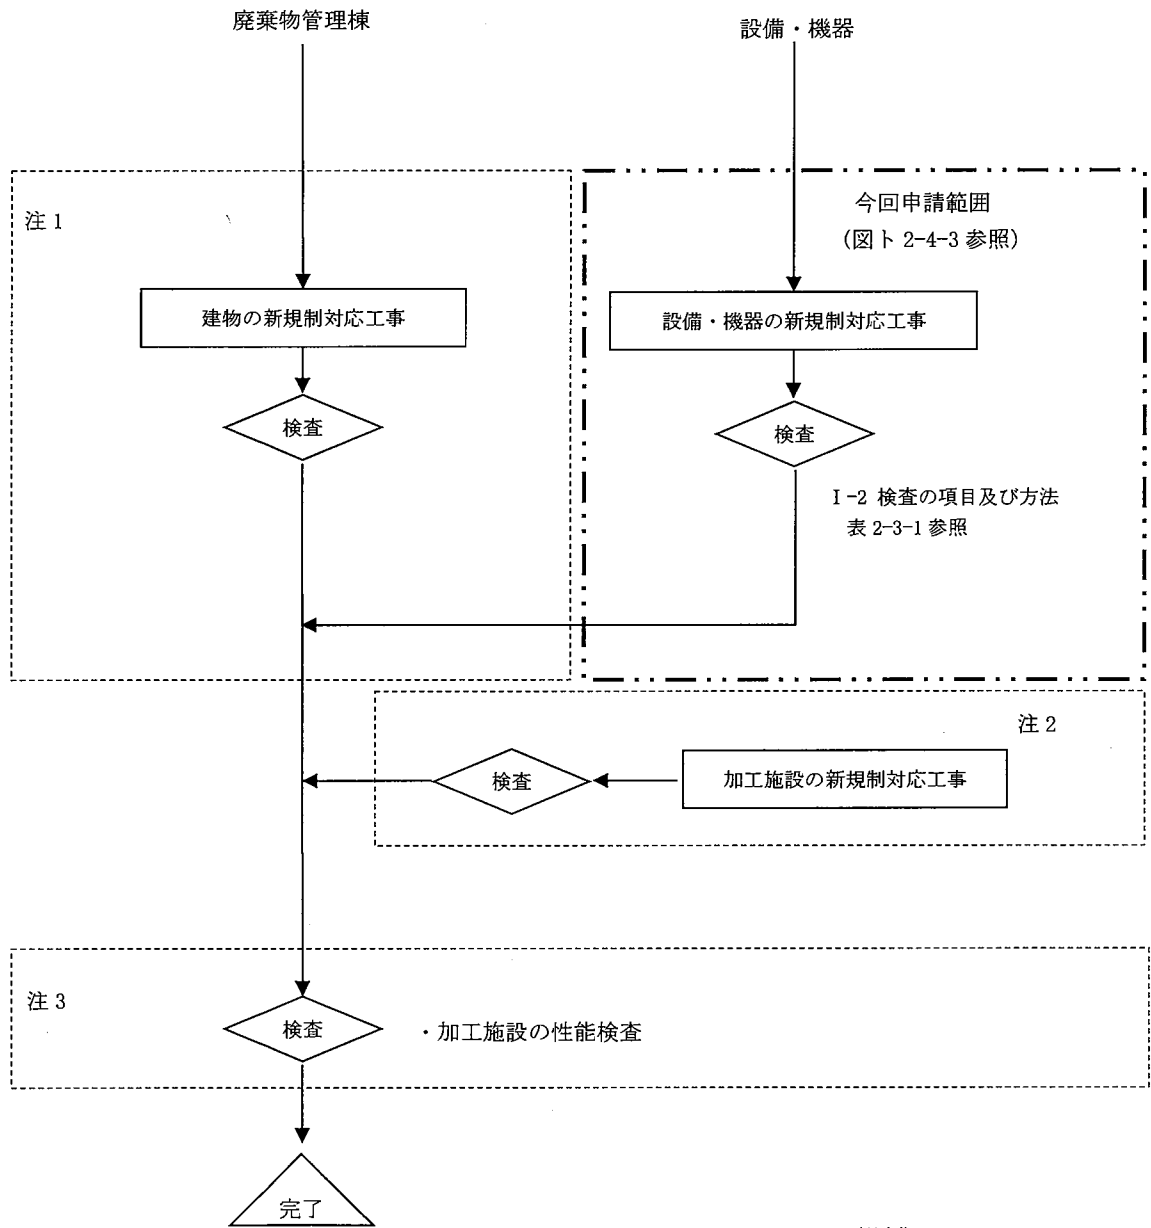 廃棄物管理棟
設備・機器
注1
今回申請範囲
(図ト 2-4-3 参照)
建物の新規制対応工事
設備・機器の新規制対応工事
検査
検査
Ⅰ-2 検査の項目及び方法
表 2-3-1 参照
注2
検査
加工施設の新規制対応工事
注3
検査
・加工施設の性能検査
完了